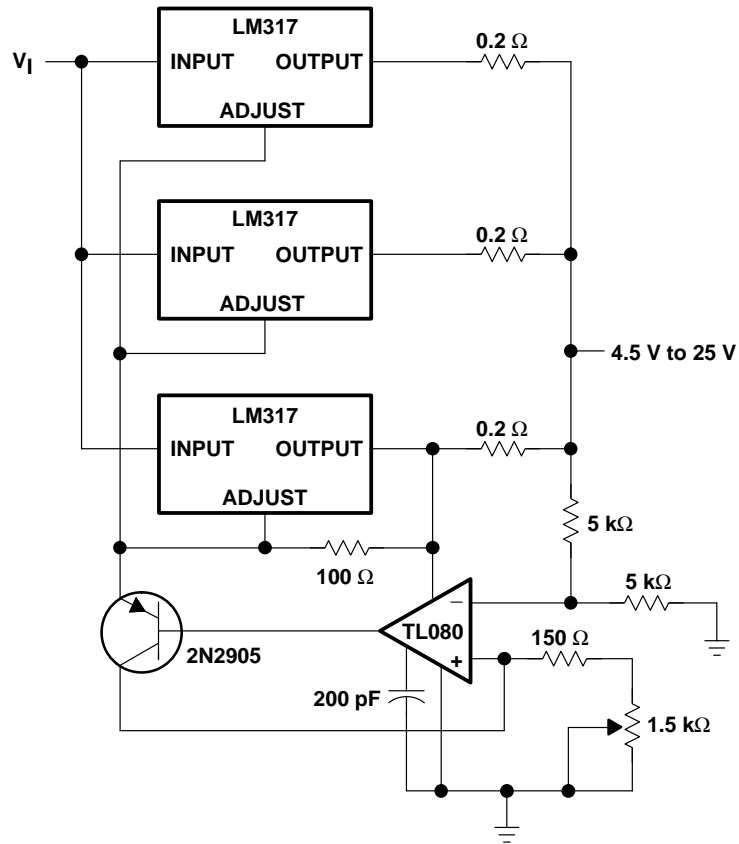 LM317
V_I
INPUT OUTPUT
ADJUST
0.2 Ω
LM317
INPUT OUTPUT
ADJUST
0.2 Ω
4.5 V to 25 V
LM317
INPUT OUTPUT
ADJUST
0.2 Ω
5 kΩ
100 Ω
5 kΩ
−
TL080
+
2N2905
150 Ω
200 pF
1.5 kΩ